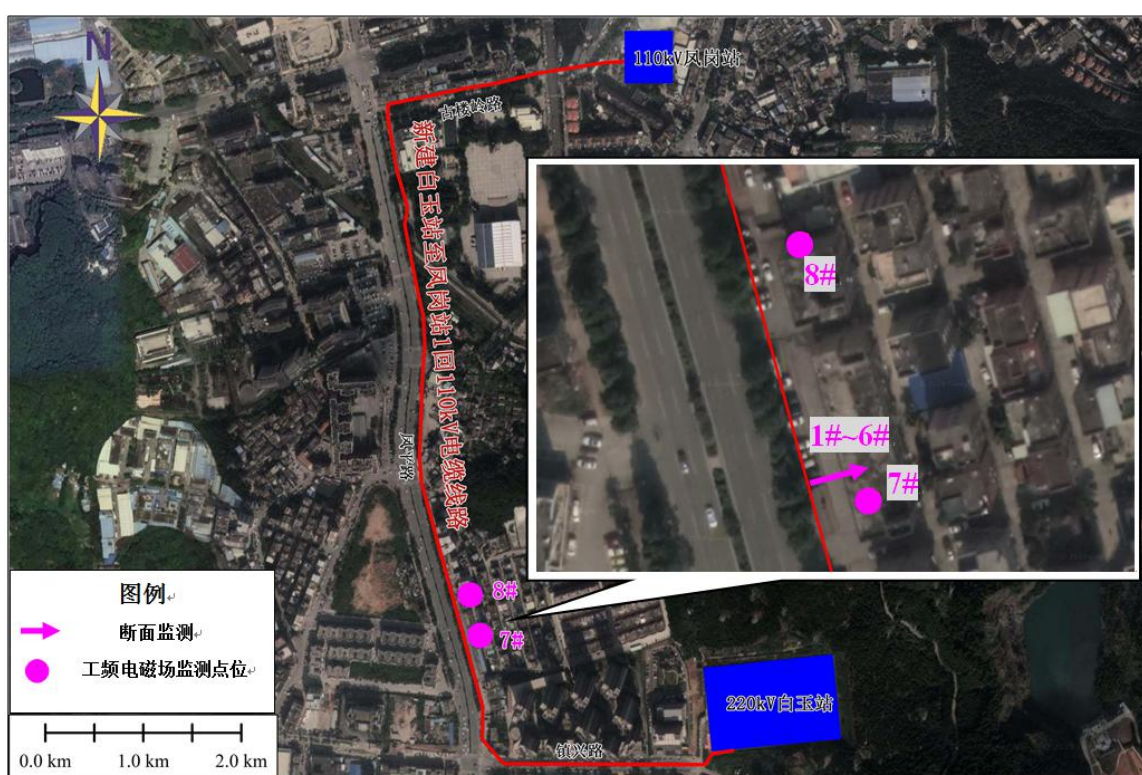 N
110kV凤岗站
古楼岭路
新建白玉站至凤岗站1回110kV电缆线路
8#
1#~6#
7#
凤平路
8#
7#
图例
断面监测
工频电磁场监测点位
220kV白玉站
镇兴路
0.0 km 1.0 km 2.0 km